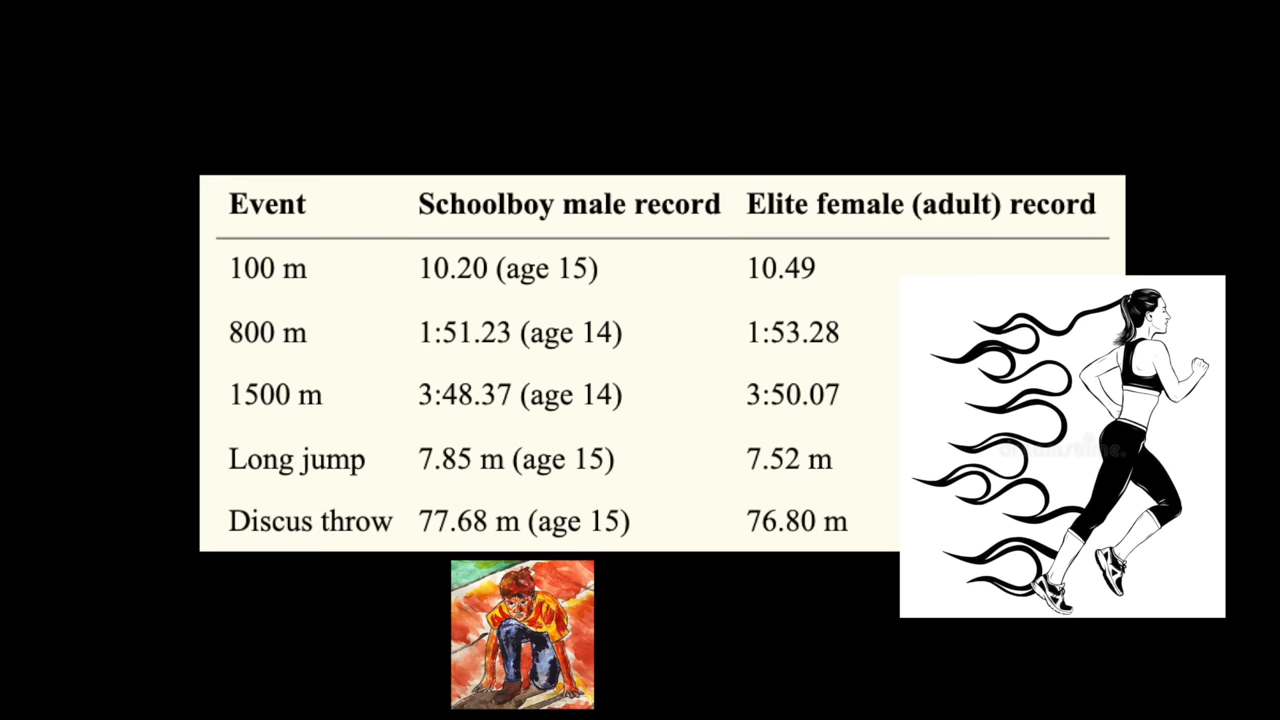 Event Schoolboy male record Elite female (adult) record
100 m 10.20 (age 15) 10.49
800 m 1:51.23 (age 14) 1:53.28
1500 m 3:48.37 (age 14) 3:50.07
Long jump 7.85 m (age 15) 7.52 m
Discus throw 77.68 m (age 15) 76.80 m